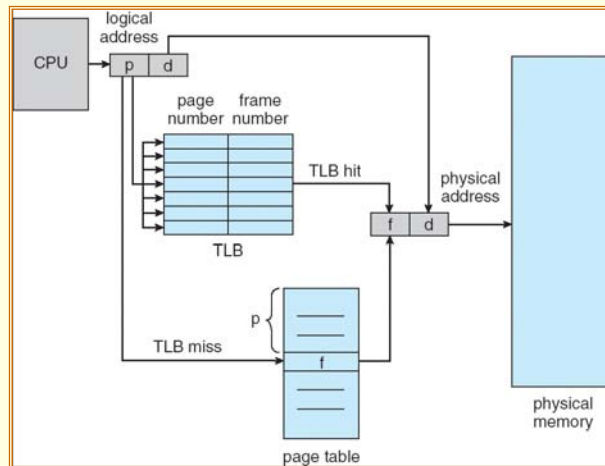 logical
address
CPU
p d
page number
frame number
TLB hit
TLB
physical
address
f d
p
TLB miss
f
page table
physical
memory